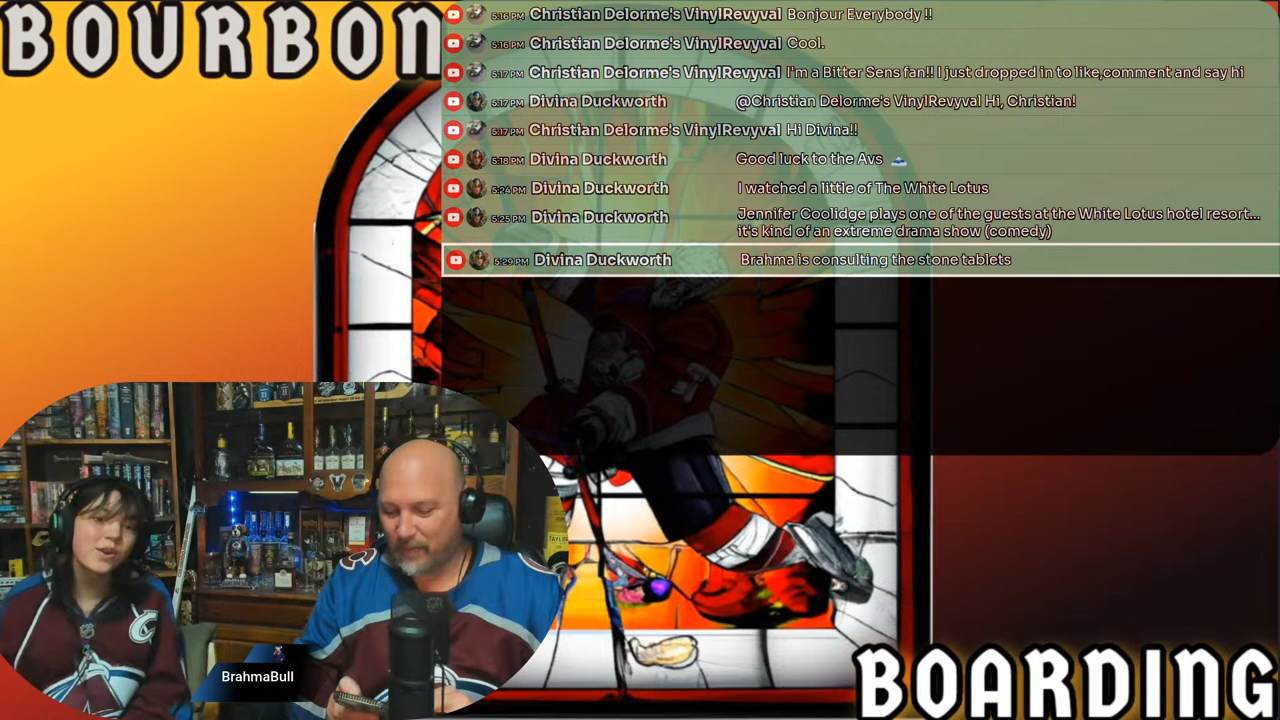 BOURBON
5:16 PM Christian Delorme's VinylRevyval Bonjour Everybody !!
5:16 PM Christian Delorme's VinylRevyval Cool.
5:17 PM Christian Delorme's VinylRevyval I'm a Bitter Sens fan!! I just dropped in to like,comment and say hi
5:17 PM Divina Duckworth @Christian Delorme's VinylRevyval Hi, Christian!
5:17 PM Christian Delorme's VinylRevyval Hi Divina!!
5:18 PM Divina Duckworth Good luck to the Avs
5:24 PM Divina Duckworth I watched a little of The White Lotus
5:25 PM Divina Duckworth Jennifer Coolidge plays one of the guests at the White Lotus hotel resort...
it's kind of an extreme drama show (comedy)
5:29 PM Divina Duckworth Brahma is consulting the stone tablets
BrahmaBull
BOARDING